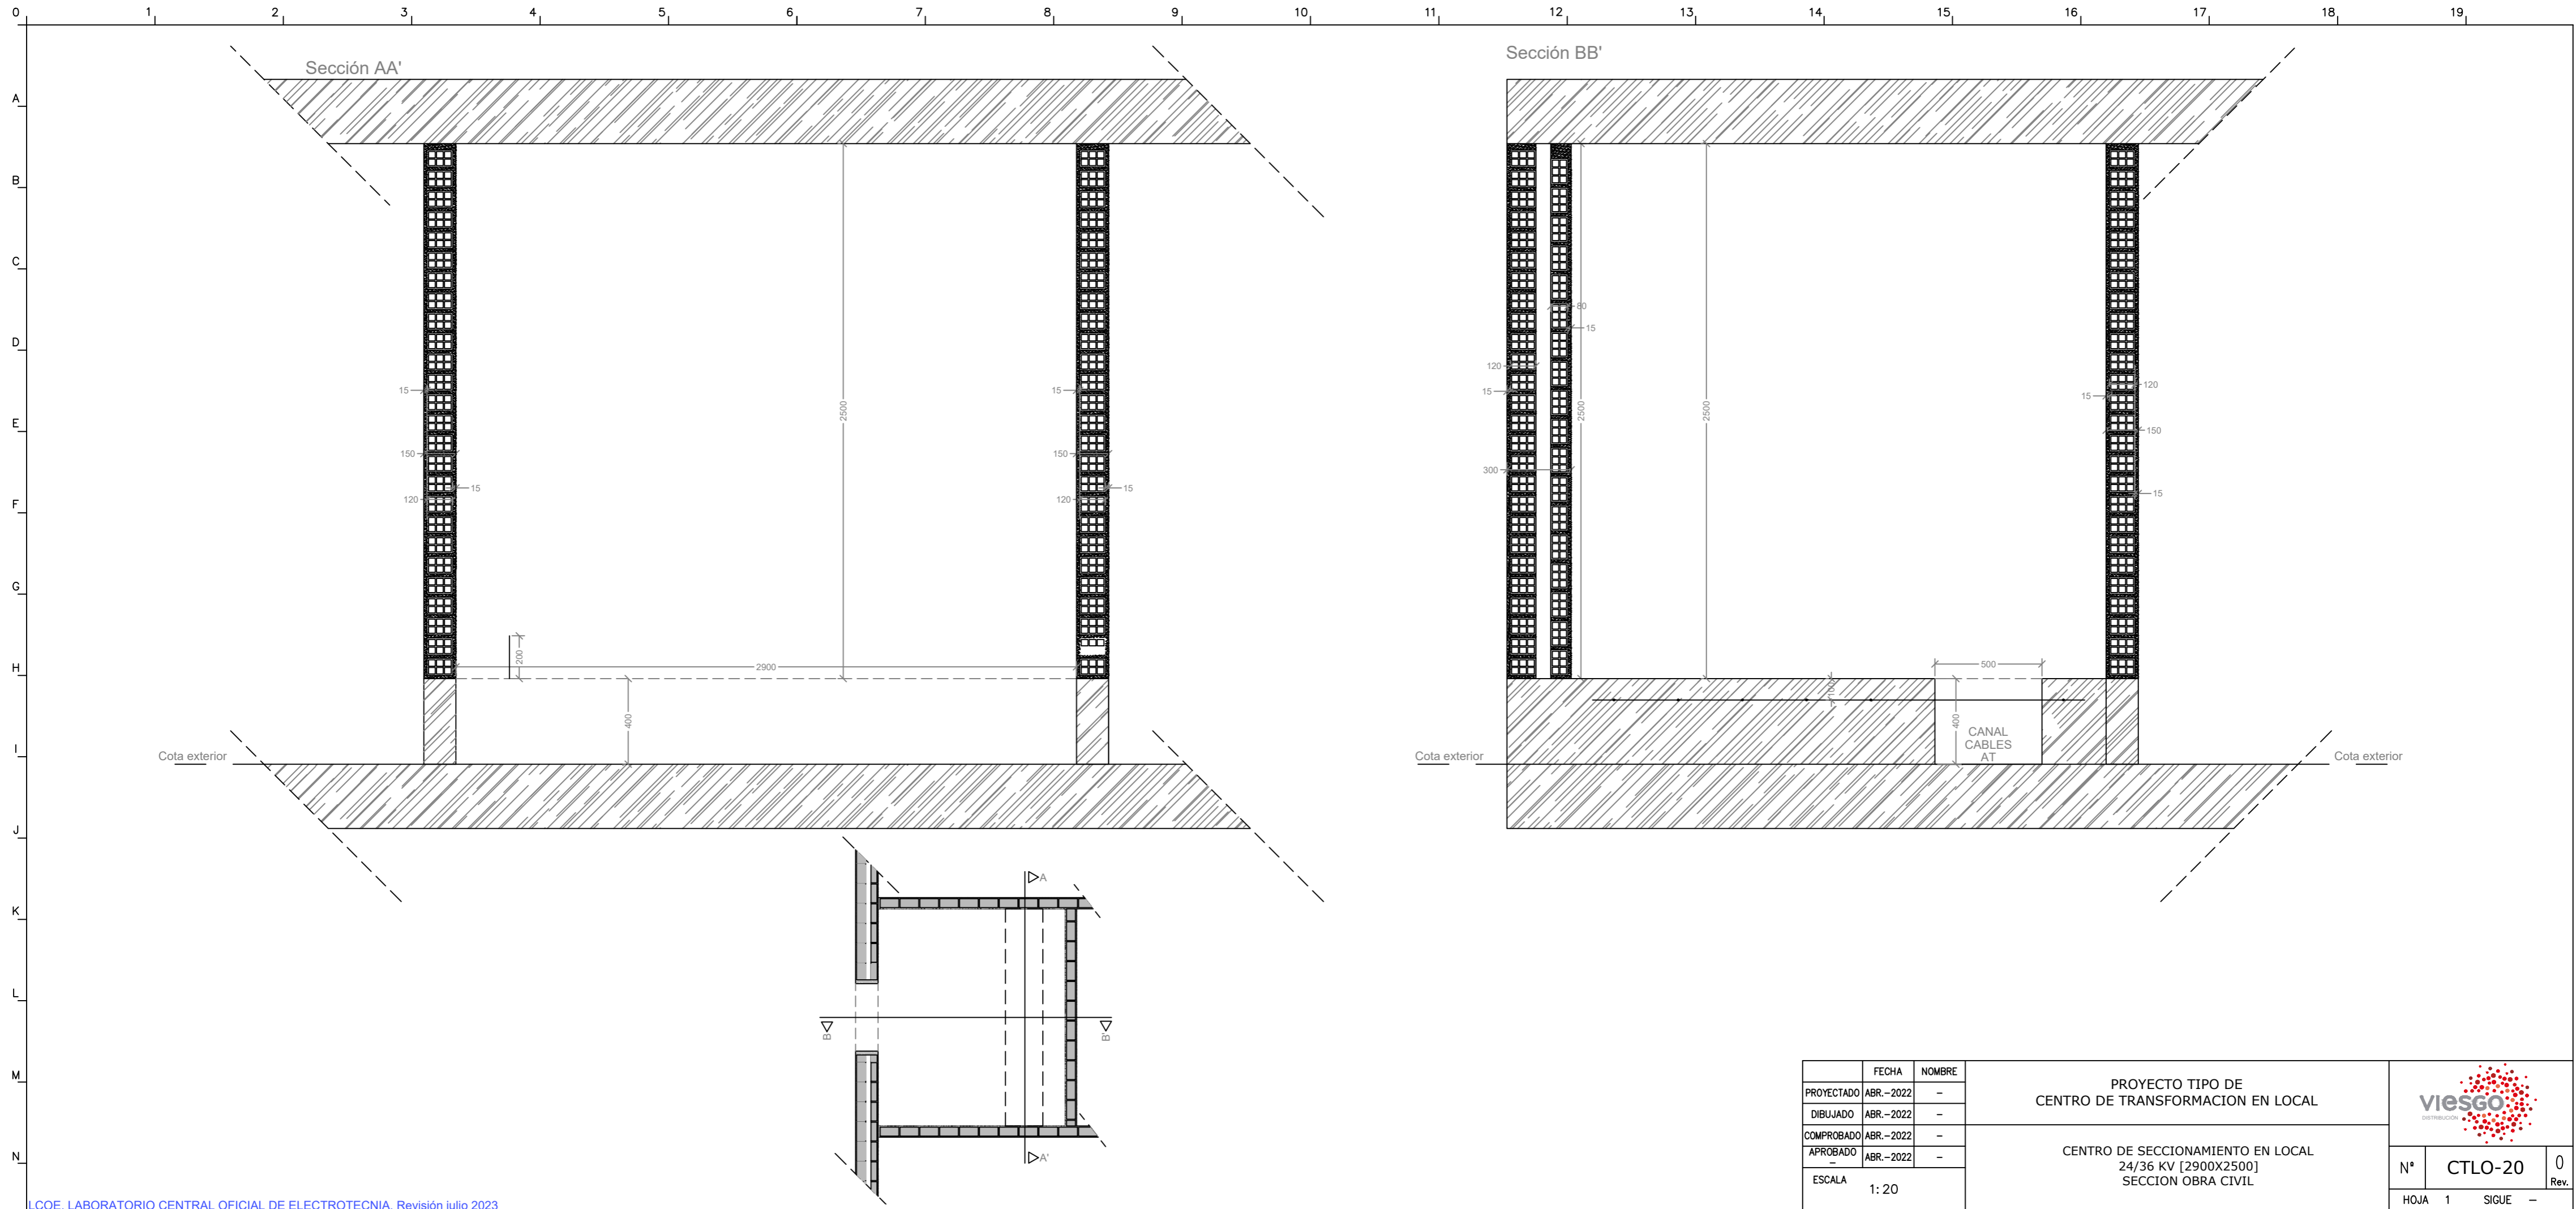 0 1 2 3 4 5 6 7 8 9 10 11 12 13 14 15 16 17 18 19
A
B
C
D
E
F
G
H
I
J
K
L
M
N
Sección AA'
15
150
120
15
2500
15
150
120
15
200
2900
400
Cota exterior
Sección BB'
80
15
120
15
300
2500
2500
120
15
150
15
500
100
400
CANAL
CABLES
AT
Cota exterior
Cota exterior
A
B
B'
A'
FECHA NOMBRE
PROYECTADO ABR.-2022 -
DIBUJADO ABR.-2022 -
COMPROBADO ABR.-2022 -
APROBADO - ABR.-2022 -
ESCALA 1:20
PROYECTO TIPO DE
CENTRO DE TRANSFORMACION EN LOCAL
CENTRO DE SECCIONAMIENTO EN LOCAL
24/36 KV [2900X2500]
SECCION OBRA CIVIL
viesgo
DISTRIBUCIÓN
Nº CTLO-20 0 Rev.
HOJA 1 SIGUE -
LCOE. LABORATORIO CENTRAL OFICIAL DE ELECTROTECNIA. Revisión julio 2023